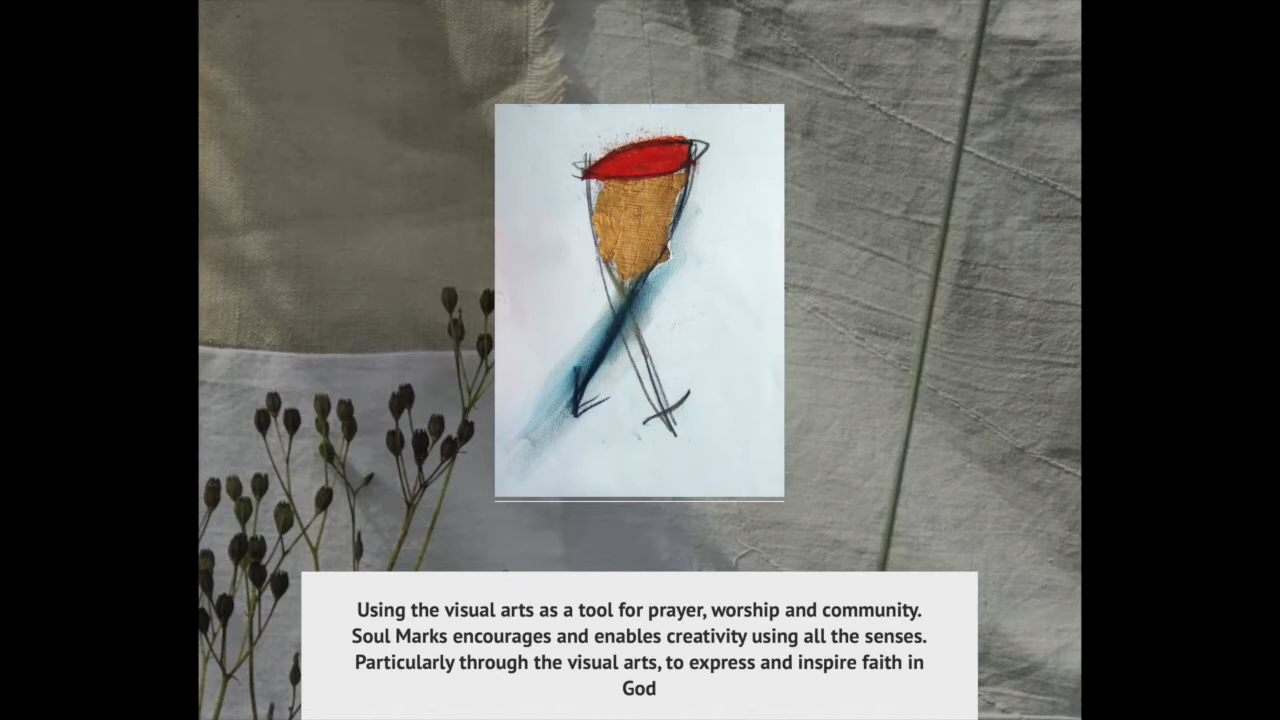 Using the visual arts as a tool for prayer, worship and community.
Soul Marks encourages and enables creativity using all the senses.
Particularly through the visual arts, to express and inspire faith in
God